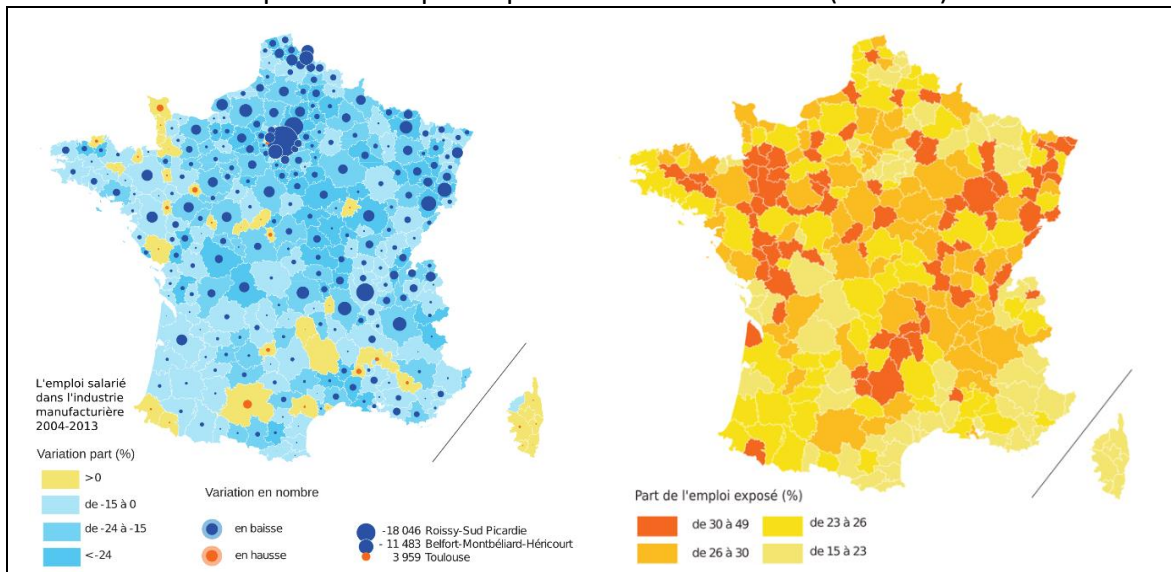 L'emploi salarié
dans l'industrie
manufacturière
2004-2013
Variation part (%)
>0
de -15 à 0
de -24 à -15
<-24
Variation en nombre
en baisse
en hausse
-18 046 Roissy-Sud Picardie
- 11 483 Belfort-Montbéliard-Héricourt
3 959 Toulouse
Part de l'emploi exposé (%)
de 30 à 49
de 26 à 30
de 23 à 26
de 15 à 23